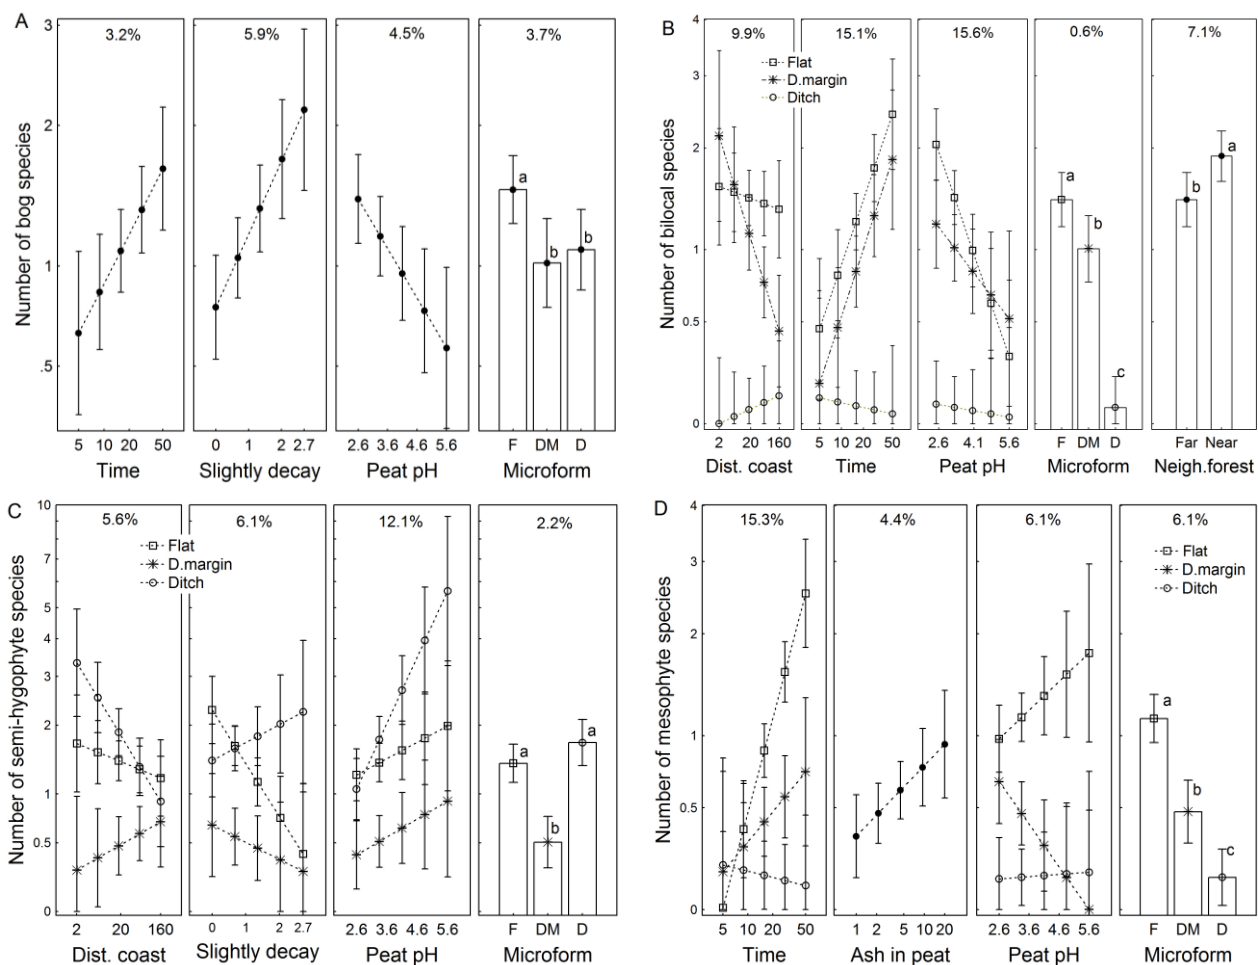 A
3.2% 5.9% 4.5% 3.7%
Number of bog species
3
2
1
.5
a
b
b
5 10 20 50
0 1 2 2.7
2.6 3.6 4.6 5.6
F DM D
Time Slightly decay Peat pH Microform
B
9.9% 15.1% 15.6% 0.6% 7.1%
Flat
D.margin
Ditch
Number of bilocal species
4
3
2
1
0.5
0
a
b
c
b
a
2 20 160
5 10 20 50
2.6 4.1 5.6
F DM D
Far Near
Dist. coast Time Peat pH Microform Neigh.forest
C
5.6% 6.1% 12.1% 2.2%
Flat
D.margin
Ditch
Number of semi-hygophyte species
10
7
5
4
3
2
1
0.5
0
a
b
a
2 20 160
0 1 2 2.7
2.6 3.6 4.6 5.6
F DM D
Dist. coast Slightly decay Peat pH Microform
D
15.3% 4.4% 6.1% 6.1%
Flat
D.margin
Ditch
Number of mesophyte species
4
3
2
1
0.5
0
a
b
c
5 10 20 50
1 2 5 10 20
2.6 3.6 4.6 5.6
F DM D
Time Ash in peat Peat pH Microform